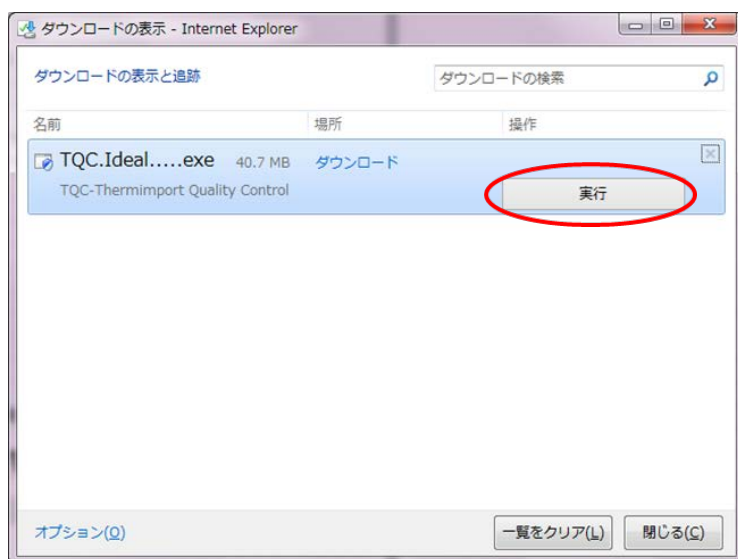 ダウンロードの表示 - Internet Explorer
ダウンロードの表示と追跡
ダウンロードの検索
名前 場所 操作
TQC.Ideal.....exe 40.7 MB ダウンロード
TQC-Thermimport Quality Control
実行
オプション(O) 一覧をクリア(L) 閉じる(C)